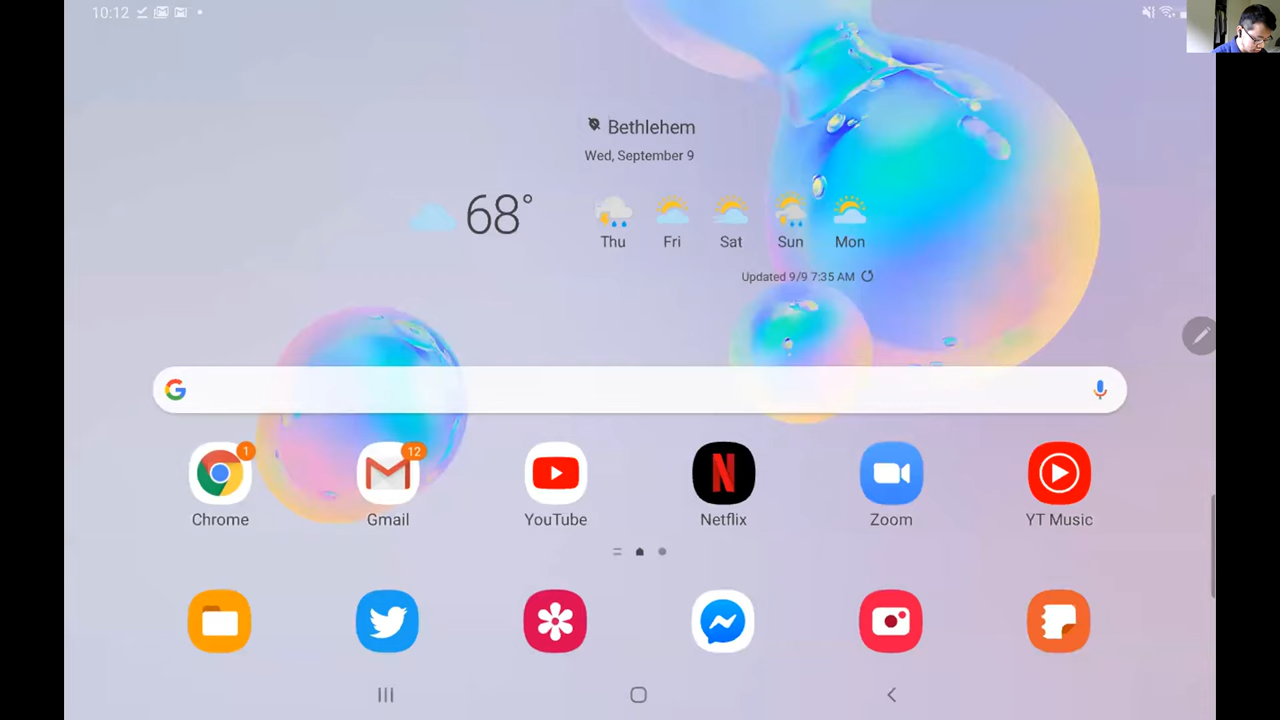 10:12
Bethlehem
Wed, September 9
68°
Thu Fri Sat Sun Mon
Updated 9/9 7:35 AM
1 12
Chrome Gmail YouTube Netflix Zoom YT Music